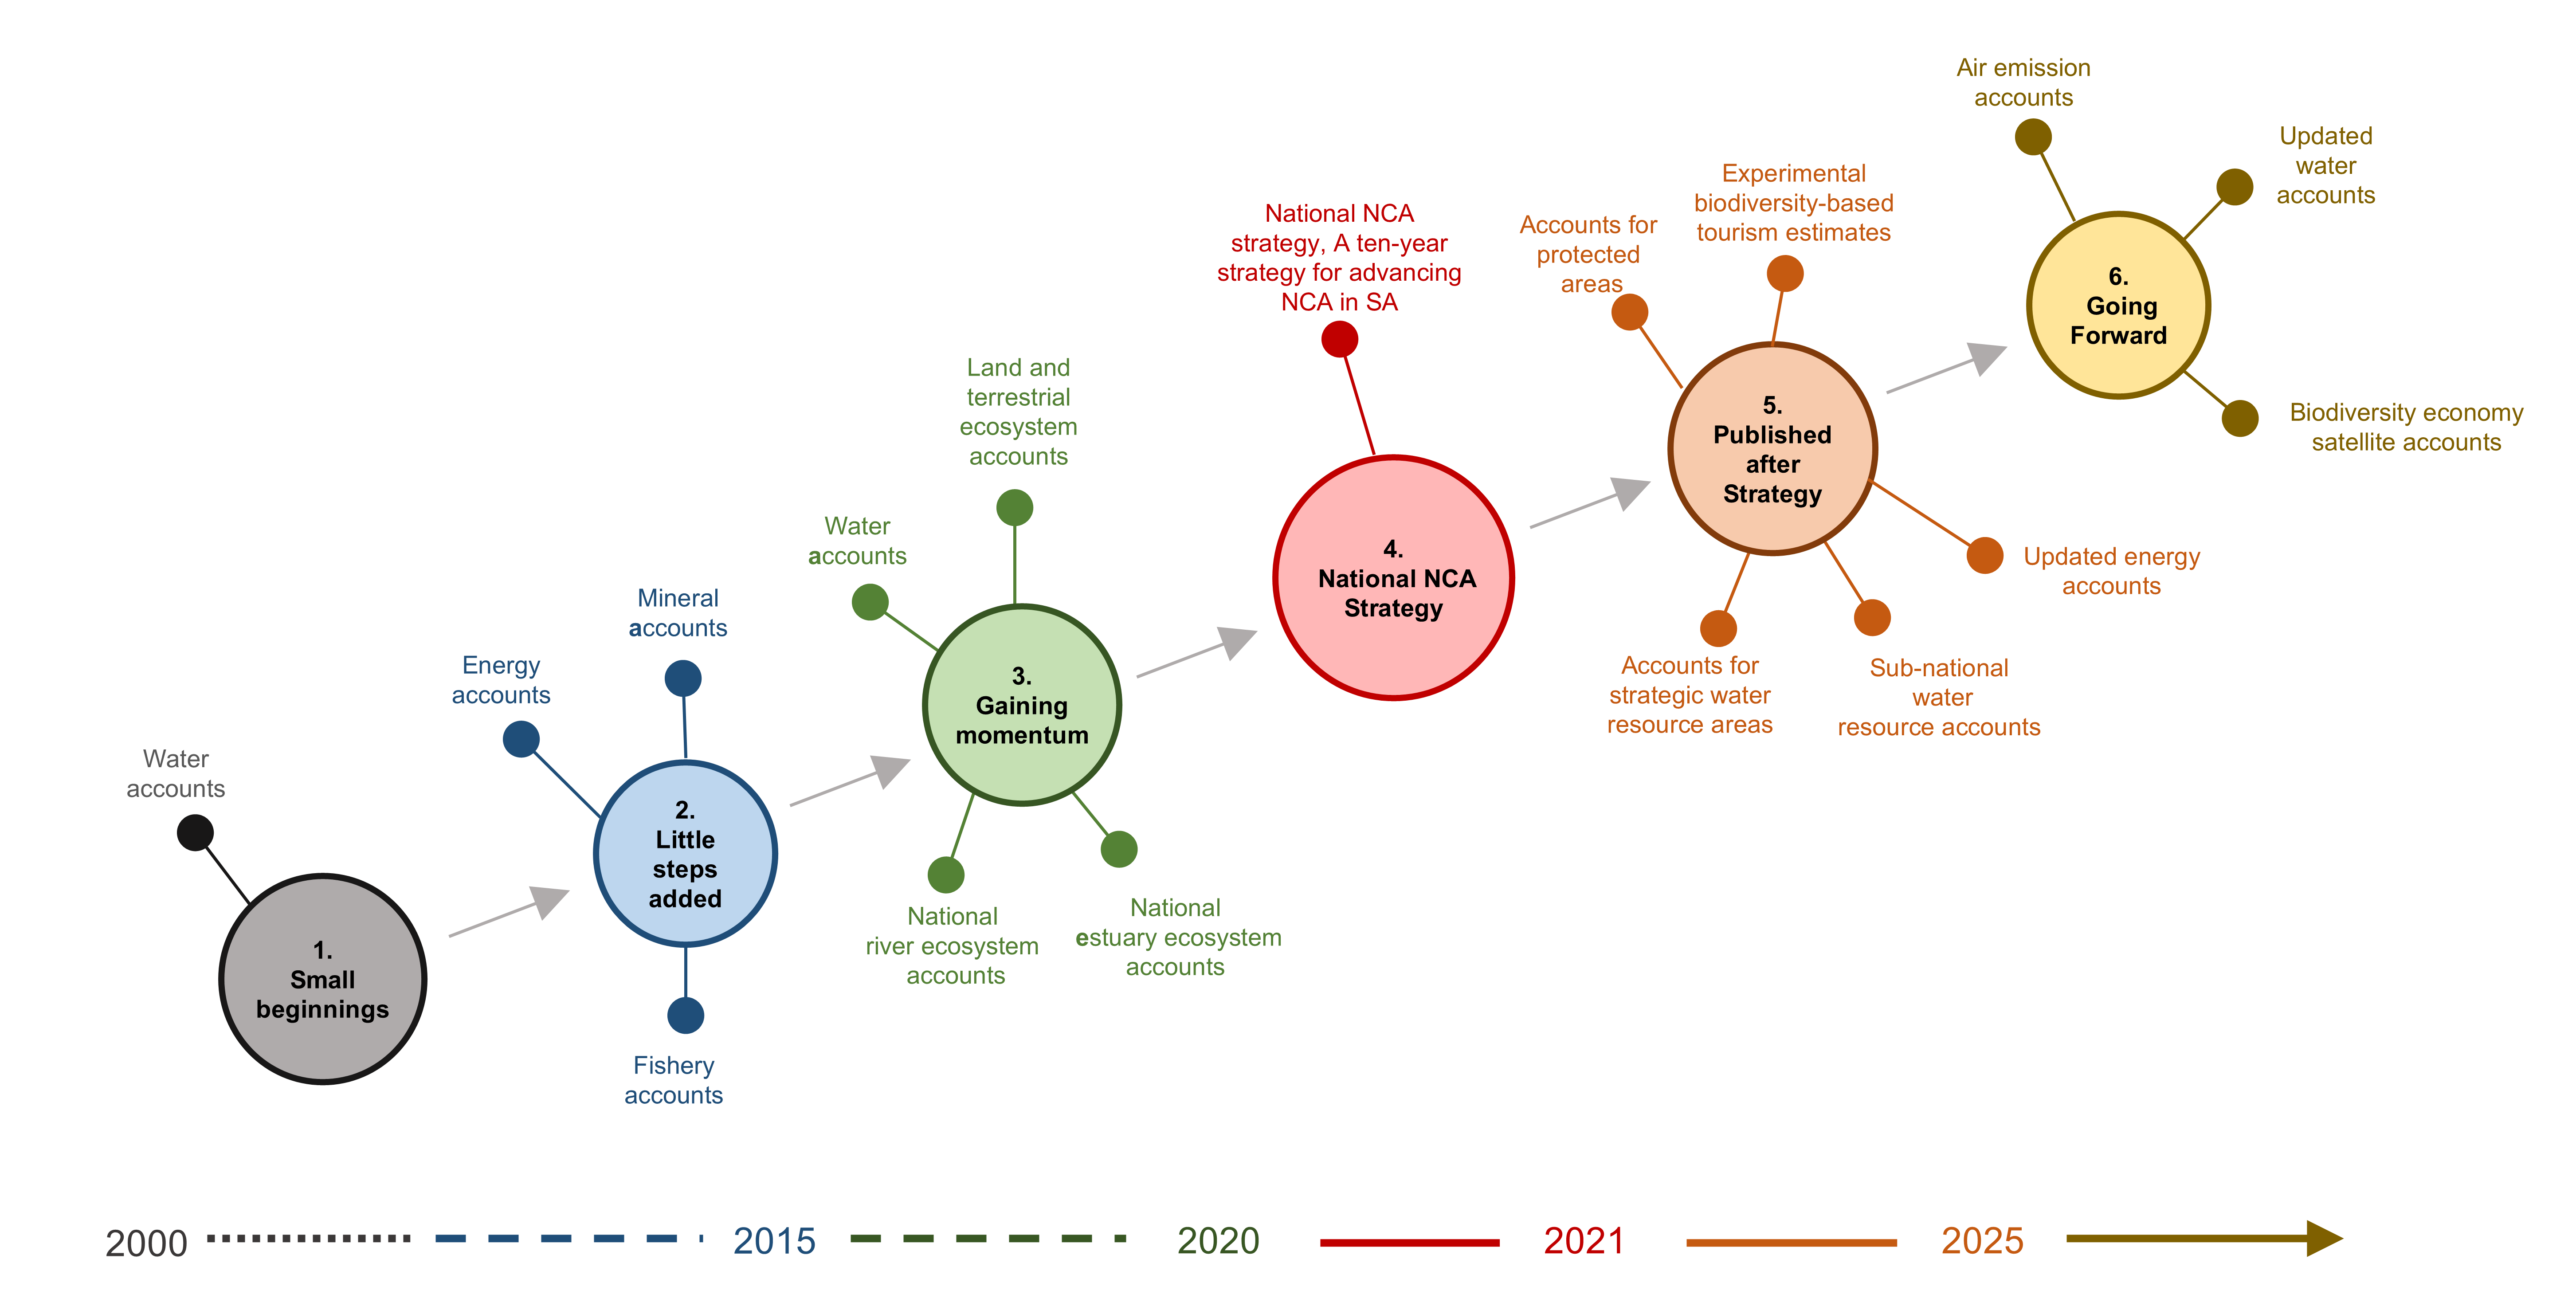 Water
accounts
1.
Small
beginnings
Energy
accounts
Mineral
accounts
2.
Little
steps
added
Fishery
accounts
Water
accounts
Land and
terrestrial
ecosystem
accounts
3.
Gaining
momentum
National
river ecosystem
accounts
National
estuary ecosystem
accounts
National NCA
strategy, A ten-year
strategy for advancing
NCA in SA
4.
National NCA
Strategy
Accounts for
protected
areas
Experimental
biodiversity-based
tourism estimates
5.
Published
after
Strategy
Accounts for
strategic water
resource areas
Sub-national
water
resource accounts
Updated energy
accounts
Air emission
accounts
Updated
water
accounts
6.
Going
Forward
Biodiversity economy
satellite accounts
2000
2015
2020
2021
2025